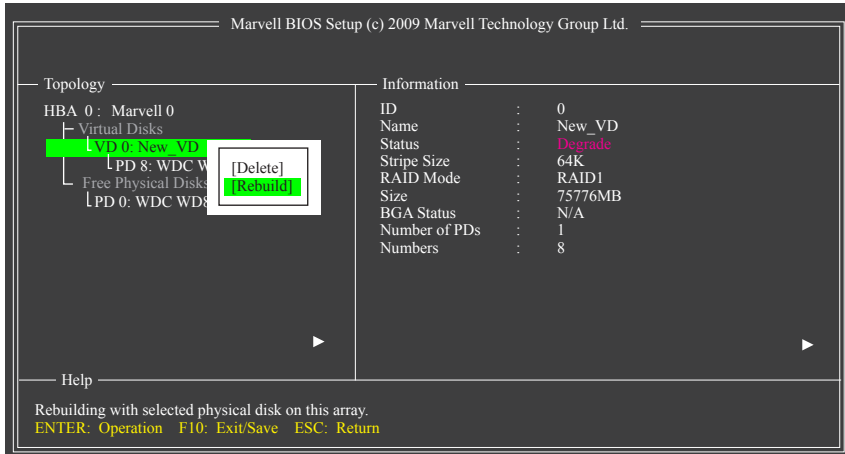 Marvell BIOS Setup (c) 2009 Marvell Technology Group Ltd.
Topology
HBA 0 : Marvell 0
Virtual Disks
VD 0: New_VD
PD 8: WDC
Free Physical Disks
PD 0: WDC
[Delete]
[Rebuild]
Information
ID : 0
Name : New_VD
Status : Degrade
Stripe Size : 64K
RAID Mode : RAID1
Size : 75776MB
BGA Status : N/A
Number of PDs : 1
Numbers : 8
Help
Rebuilding with selected physical disk on this array.
ENTER: Operation F10: Exit/Save ESC: Return